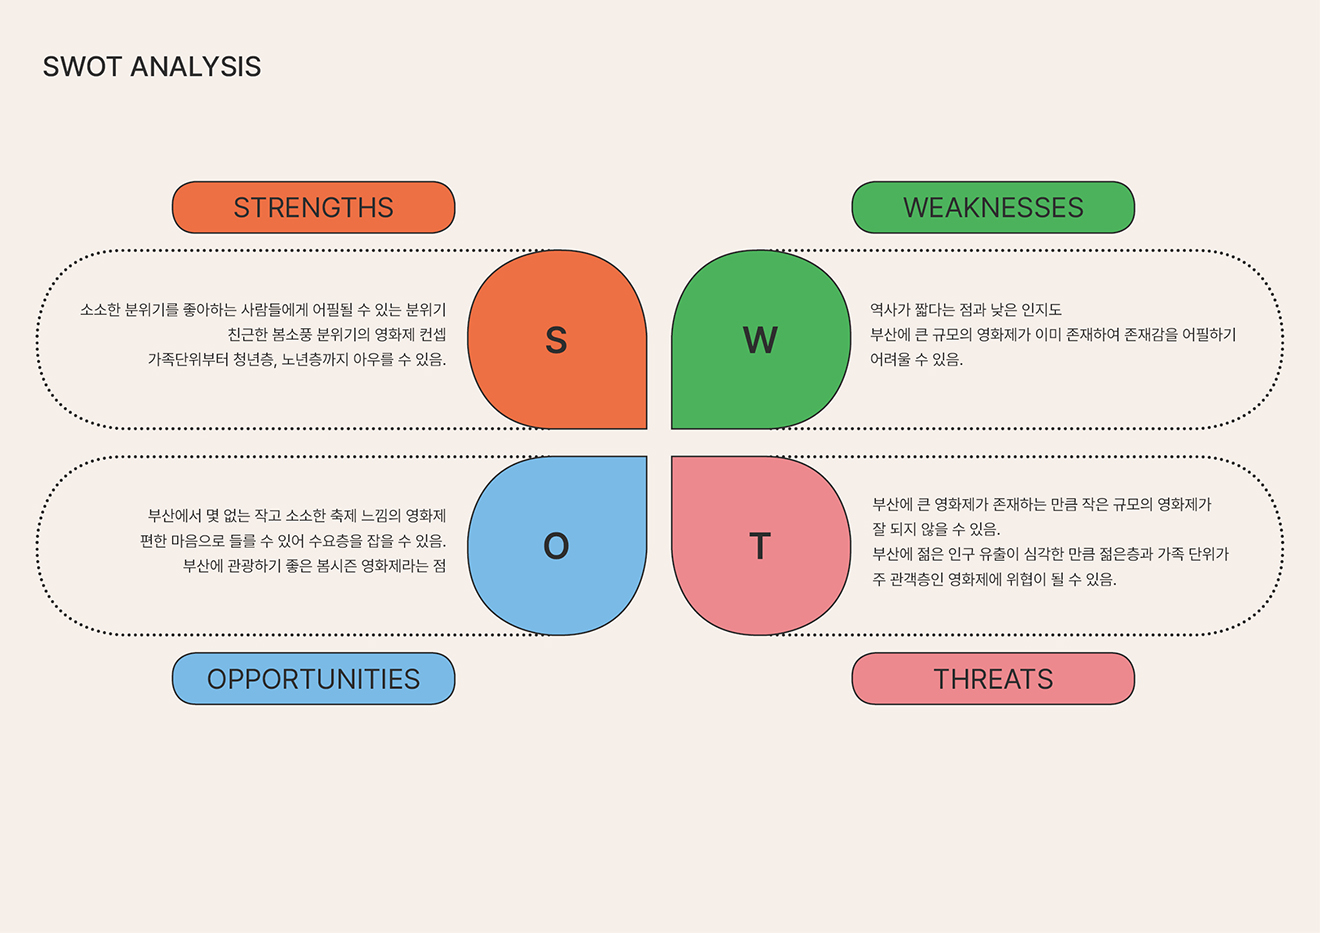 SWOT ANALYSIS
STRENGTHS
소소한 분위기를 좋아하는 사람들에게 어필될 수 있는 분위기
친근한 봄소풍 분위기의 영화제 컨셉
가족단위부터 청년층, 노년층까지 아우를 수 있음.
S
WEAKNESSES
W
역사가 짧다는 점과 낮은 인지도
부산에 큰 규모의 영화제가 이미 존재하여 존재감을 어필하기
어려울 수 있음.
부산에서 몇 없는 작고 소소한 축제 느낌의 영화제
편한 마음으로 들를 수 있어 수요층을 잡을 수 있음.
부산에 관광하기 좋은 봄시즌 영화제라는 점
O
OPPORTUNITIES
T
부산에 큰 영화제가 존재하는 만큼 작은 규모의 영화제가
잘 되지 않을 수 있음.
부산에 젊은 인구 유출이 심각한 만큼 젊은층과 가족 단위가
주 관객층인 영화제에 위협이 될 수 있음.
THREATS